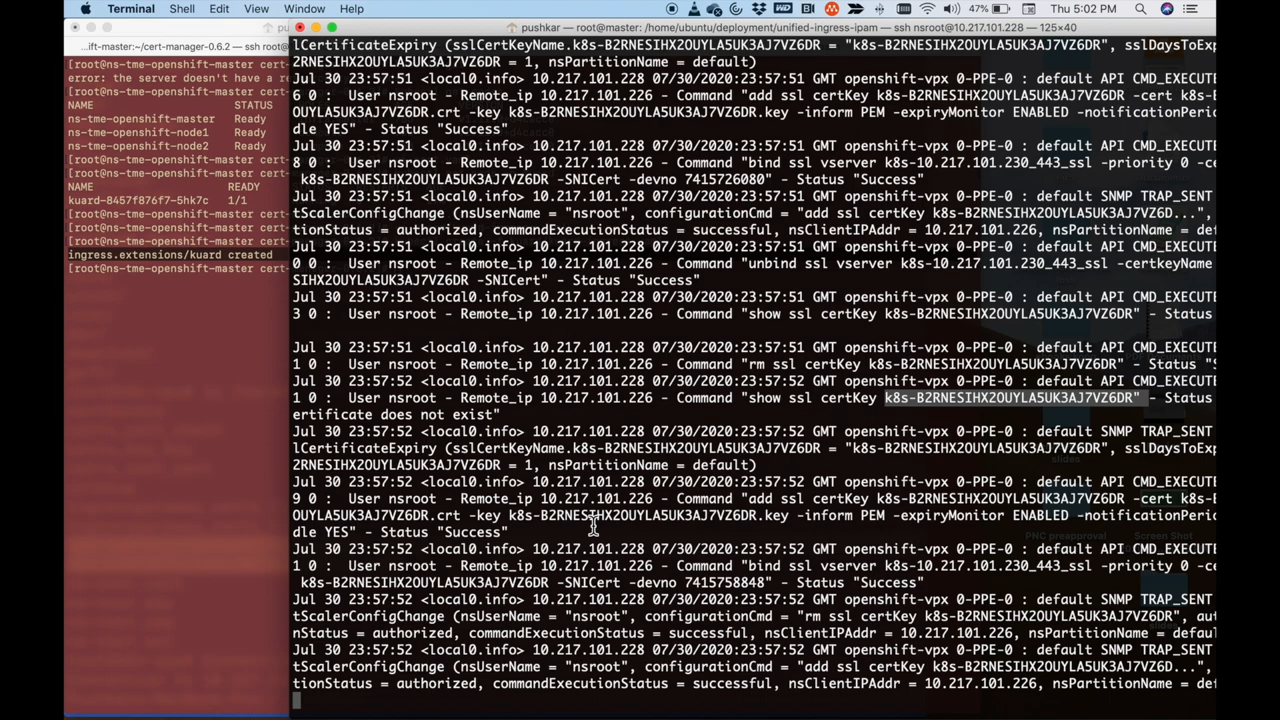 Terminal Shell Edit View Window Help
47% Thu 5:02 PM
pushkar — root@master: /home/ubuntu/deployment/unified-ingress-ipam — ssh nsroot@10.217.101.228 — 125×40
...ift-master:~/cert-manager-0.6.2 — ssh root@
[root@ns-tme-openshift-master cert-
error: the server doesn't have a re
[root@ns-tme-openshift-master cert-
NAME STATUS
ns-tme-openshift-master Ready
ns-tme-openshift-node1 Ready
ns-tme-openshift-node2 Ready
[root@ns-tme-openshift-master cert-
[root@ns-tme-openshift-master cert-
NAME READY
kuard-8457f876f7-5hk7c 1/1
[root@ns-tme-openshift-master cert-
[root@ns-tme-openshift-master cert-
[root@ns-tme-openshift-master cert-
ingress.extensions/kuard created
[root@ns-tme-openshift-master cert-
lCertificateExpiry (sslCertKeyName.k8s-B2RNESIHX2OUYLA5UK3AJ7VZ6DR = "k8s-B2RNESIHX2OUYLA5UK3AJ7VZ6DR", sslDaysToExp
2RNESIHX2OUYLA5UK3AJ7VZ6DR = 1, nsPartitionName = default)
Jul 30 23:57:51 <local0.info> 10.217.101.228 07/30/2020:23:57:51 GMT openshift-vpx 0-PPE-0 : default API CMD_EXECUTE
6 0 : User nsroot - Remote_ip 10.217.101.226 - Command "add ssl certKey k8s-B2RNESIHX2OUYLA5UK3AJ7VZ6DR -cert k8s-B
OUYLA5UK3AJ7VZ6DR.crt -key k8s-B2RNESIHX2OUYLA5UK3AJ7VZ6DR.key -inform PEM -expiryMonitor ENABLED -notificationPerio
dle YES" - Status "Success"
Jul 30 23:57:51 <local0.info> 10.217.101.228 07/30/2020:23:57:51 GMT openshift-vpx 0-PPE-0 : default API CMD_EXECUTE
8 0 : User nsroot - Remote_ip 10.217.101.226 - Command "bind ssl vserver k8s-10.217.101.230_443_ssl -priority 0 -ce
k8s-B2RNESIHX2OUYLA5UK3AJ7VZ6DR -SNICert -devno 7415726080" - Status "Success"
Jul 30 23:57:51 <local0.info> 10.217.101.228 07/30/2020:23:57:51 GMT openshift-vpx 0-PPE-0 : default SNMP TRAP_SENT
tScalerConfigChange (nsUserName = "nsroot", configurationCmd = "add ssl certKey k8s-B2RNESIHX2OUYLA5UK3AJ7VZ6D...",
tionStatus = authorized, commandExecutionStatus = successful, nsClientIPAddr = 10.217.101.226, nsPartitionName = def
Jul 30 23:57:51 <local0.info> 10.217.101.228 07/30/2020:23:57:51 GMT openshift-vpx 0-PPE-0 : default API CMD_EXECUTE
0 0 : User nsroot - Remote_ip 10.217.101.226 - Command "unbind ssl vserver k8s-10.217.101.230_443_ssl -certkeyName
SIHX2OUYLA5UK3AJ7VZ6DR -SNICert" - Status "Success"
Jul 30 23:57:51 <local0.info> 10.217.101.228 07/30/2020:23:57:51 GMT openshift-vpx 0-PPE-0 : default API CMD_EXECUTE
3 0 : User nsroot - Remote_ip 10.217.101.226 - Command "show ssl certKey k8s-B2RNESIHX2OUYLA5UK3AJ7VZ6DR" - Status
Jul 30 23:57:51 <local0.info> 10.217.101.228 07/30/2020:23:57:51 GMT openshift-vpx 0-PPE-0 : default API CMD_EXECUTE
1 0 : User nsroot - Remote_ip 10.217.101.226 - Command "rm ssl certKey k8s-B2RNESIHX2OUYLA5UK3AJ7VZ6DR" - Status "S
Jul 30 23:57:52 <local0.info> 10.217.101.228 07/30/2020:23:57:52 GMT openshift-vpx 0-PPE-0 : default API CMD_EXECUTE
1 0 : User nsroot - Remote_ip 10.217.101.226 - Command "show ssl certKey k8s-B2RNESIHX2OUYLA5UK3AJ7VZ6DR" - Status
ertificate does not exist"
Jul 30 23:57:52 <local0.info> 10.217.101.228 07/30/2020:23:57:52 GMT openshift-vpx 0-PPE-0 : default SNMP TRAP_SENT
lCertificateExpiry (sslCertKeyName.k8s-B2RNESIHX2OUYLA5UK3AJ7VZ6DR = "k8s-B2RNESIHX2OUYLA5UK3AJ7VZ6DR", sslDaysToExp
2RNESIHX2OUYLA5UK3AJ7VZ6DR = 1, nsPartitionName = default)
Jul 30 23:57:52 <local0.info> 10.217.101.228 07/30/2020:23:57:52 GMT openshift-vpx 0-PPE-0 : default API CMD_EXECUTE
9 0 : User nsroot - Remote_ip 10.217.101.226 - Command "add ssl certKey k8s-B2RNESIHX2OUYLA5UK3AJ7VZ6DR -cert k8s-B
OUYLA5UK3AJ7VZ6DR.crt -key k8s-B2RNESIHX2OUYLA5UK3AJ7VZ6DR.key -inform PEM -expiryMonitor ENABLED -notificationPerio
dle YES" - Status "Success"
Jul 30 23:57:52 <local0.info> 10.217.101.228 07/30/2020:23:57:52 GMT openshift-vpx 0-PPE-0 : default API CMD_EXECUTE
1 0 : User nsroot - Remote_ip 10.217.101.226 - Command "bind ssl vserver k8s-10.217.101.230_443_ssl -priority 0 -ce
k8s-B2RNESIHX2OUYLA5UK3AJ7VZ6DR -SNICert -devno 7415758848" - Status "Success"
Jul 30 23:57:52 <local0.info> 10.217.101.228 07/30/2020:23:57:52 GMT openshift-vpx 0-PPE-0 : default SNMP TRAP_SENT
tScalerConfigChange (nsUserName = "nsroot", configurationCmd = "rm ssl certKey k8s-B2RNESIHX2OUYLA5UK3AJ7VZ6DR", aut
nStatus = authorized, commandExecutionStatus = successful, nsClientIPAddr = 10.217.101.226, nsPartitionName = defaul
Jul 30 23:57:52 <local0.info> 10.217.101.228 07/30/2020:23:57:52 GMT openshift-vpx 0-PPE-0 : default SNMP TRAP_SENT
tScalerConfigChange (nsUserName = "nsroot", configurationCmd = "add ssl certKey k8s-B2RNESIHX2OUYLA5UK3AJ7VZ6D...",
tionStatus = authorized, commandExecutionStatus = successful, nsClientIPAddr = 10.217.101.226, nsPartitionName = def
slides
PNC preapproval
Screen Shot